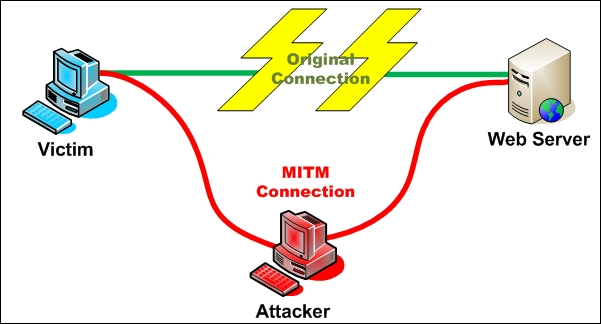 Original
Connection
Victim
Web Server
MITM
Connection
Attacker